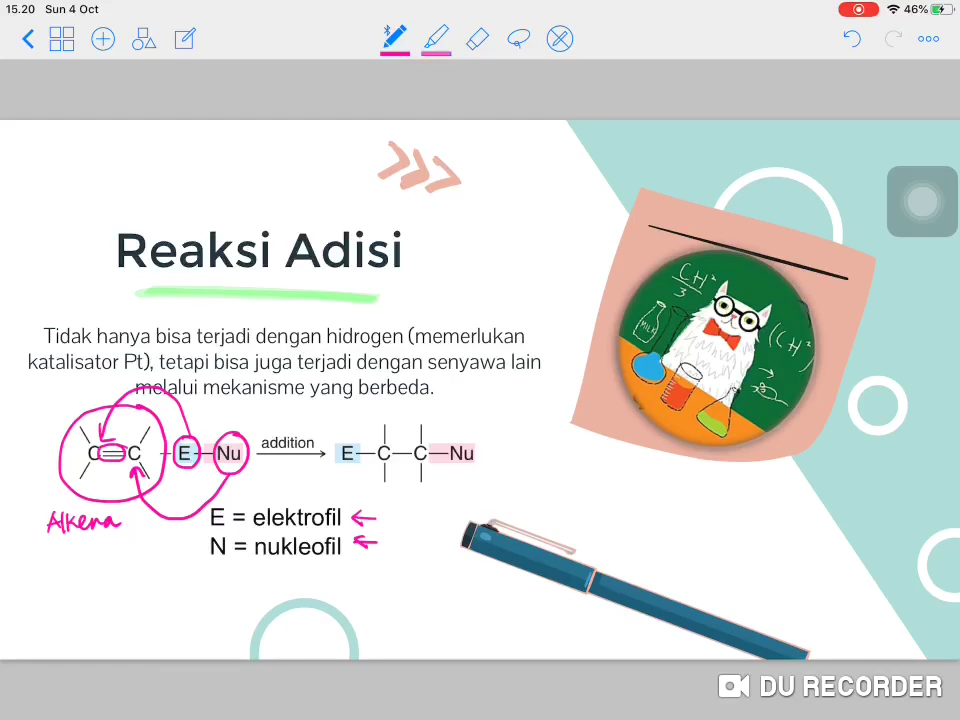 15.20 Sun 4 Oct
46%
Reaksi Adisi
Tidak hanya bisa terjadi dengan hidrogen (memerlukan
katalisator Pt), tetapi bisa juga terjadi dengan senyawa lain
melalui mekanisme yang berbeda.
C C E Nu addition E C C Nu
Alkena
E = elektrofil
N = nukleofil
MILK
DU RECORDER